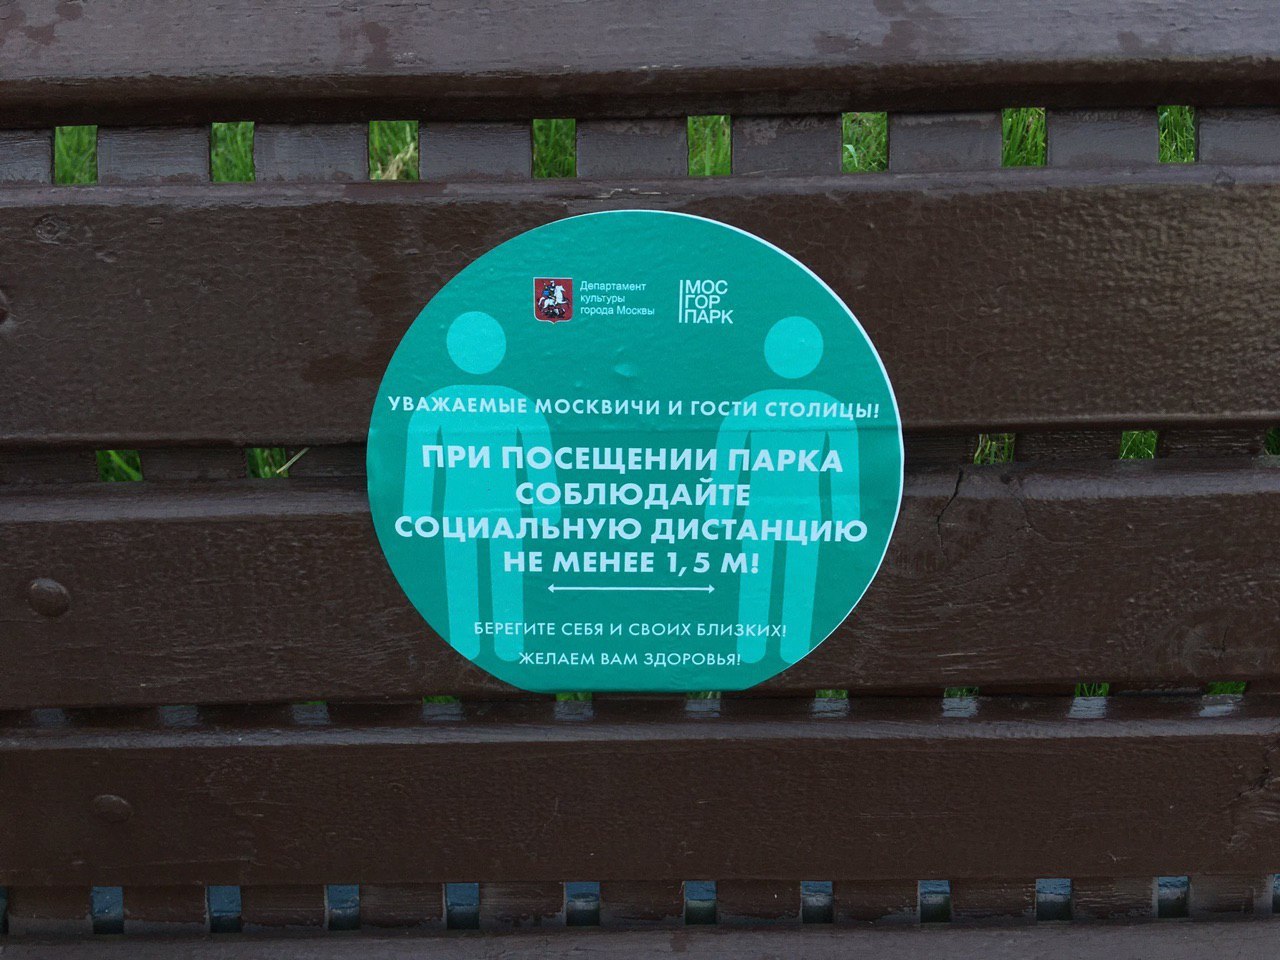 Департамент
культуры
города Москвы
МОС
ГОР
ПАРК
УВАЖАЕМЫЕ МОСКВИЧИ И ГОСТИ СТОЛИЦЫ!
ПРИ ПОСЕЩЕНИИ ПАРКА
СОБЛЮДАЙТЕ
СОЦИАЛЬНУЮ ДИСТАНЦИЮ
НЕ МЕНЕЕ 1,5 М!
БЕРЕГИТЕ СЕБЯ И СВОИХ БЛИЗКИХ!
ЖЕЛАЕМ ВАМ ЗДОРОВЬЯ!